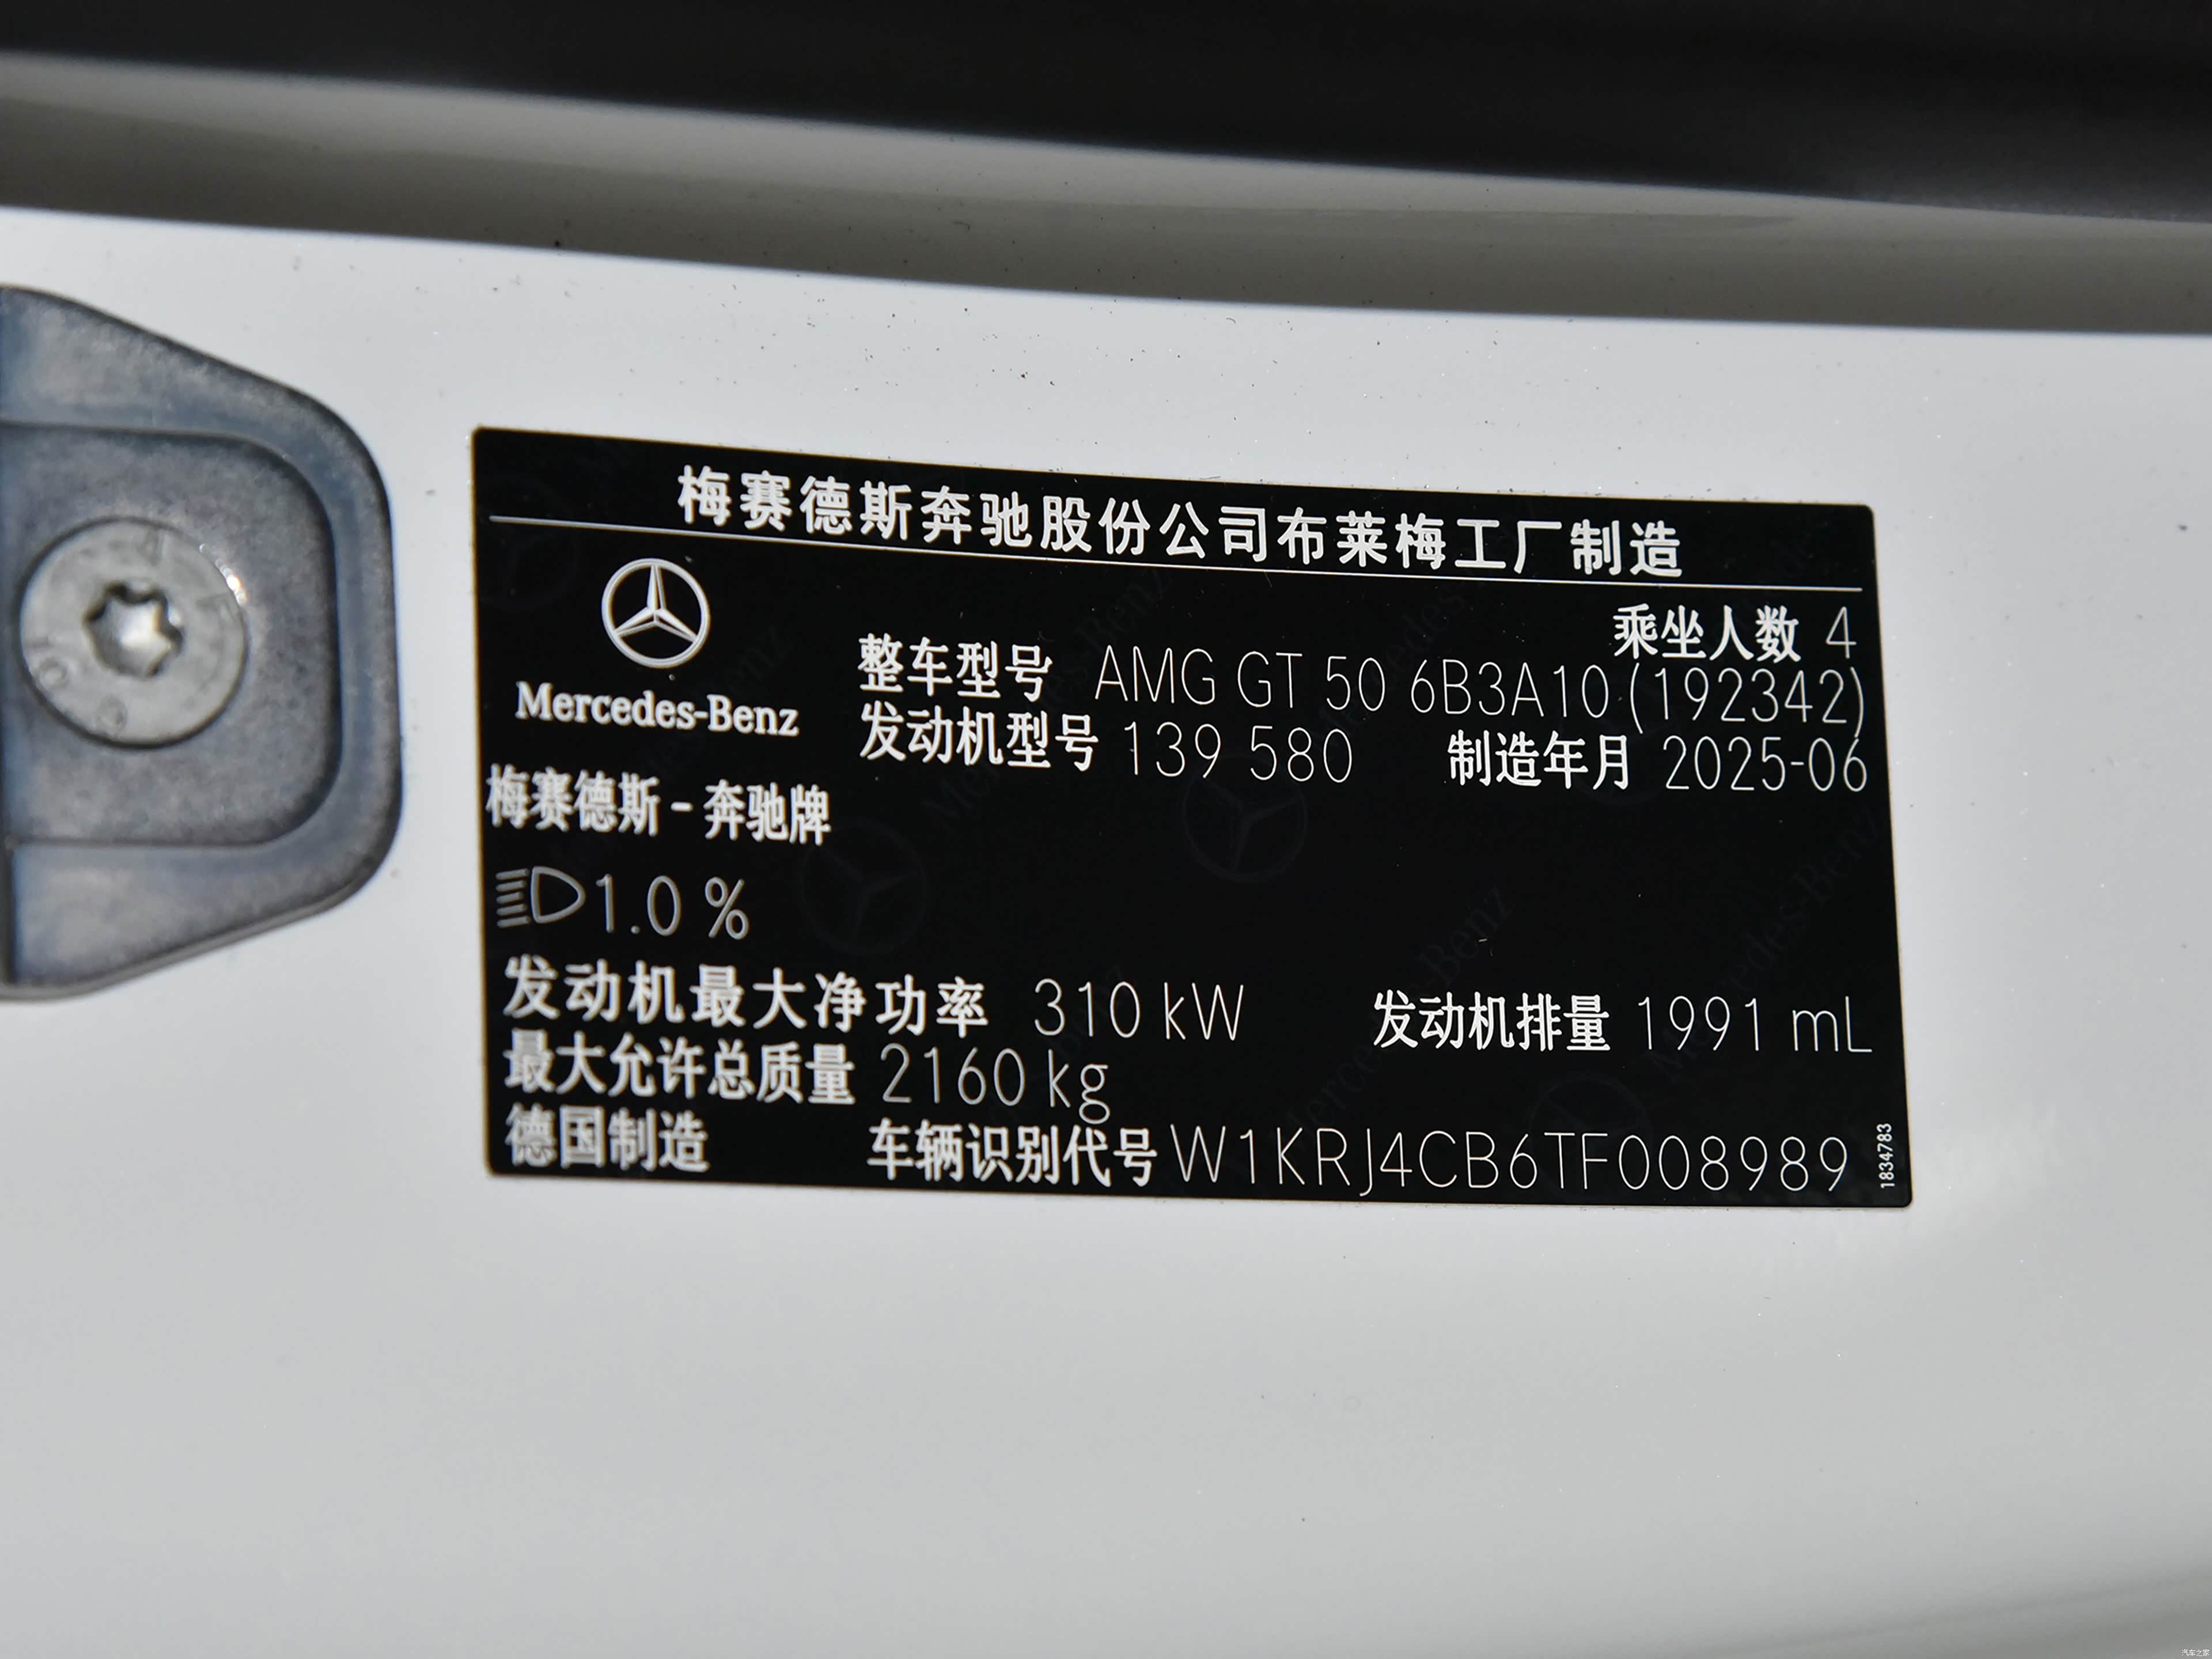 梅赛德斯奔驰股份公司布莱梅工厂制造
乘坐人数 4
整车型号 AMG GT 50 6B3A10 (192342)
Mercedes-Benz
发动机型号 139 580 制造年月 2025-06
梅赛德斯-奔驰牌
1.0 %
发动机最大净功率 310 kW 发动机排量 1991 mL
最大允许总质量 2160 kg
德国制造 车辆识别代号 W1KRJ4CB6TF008989
1834783
汽车之家